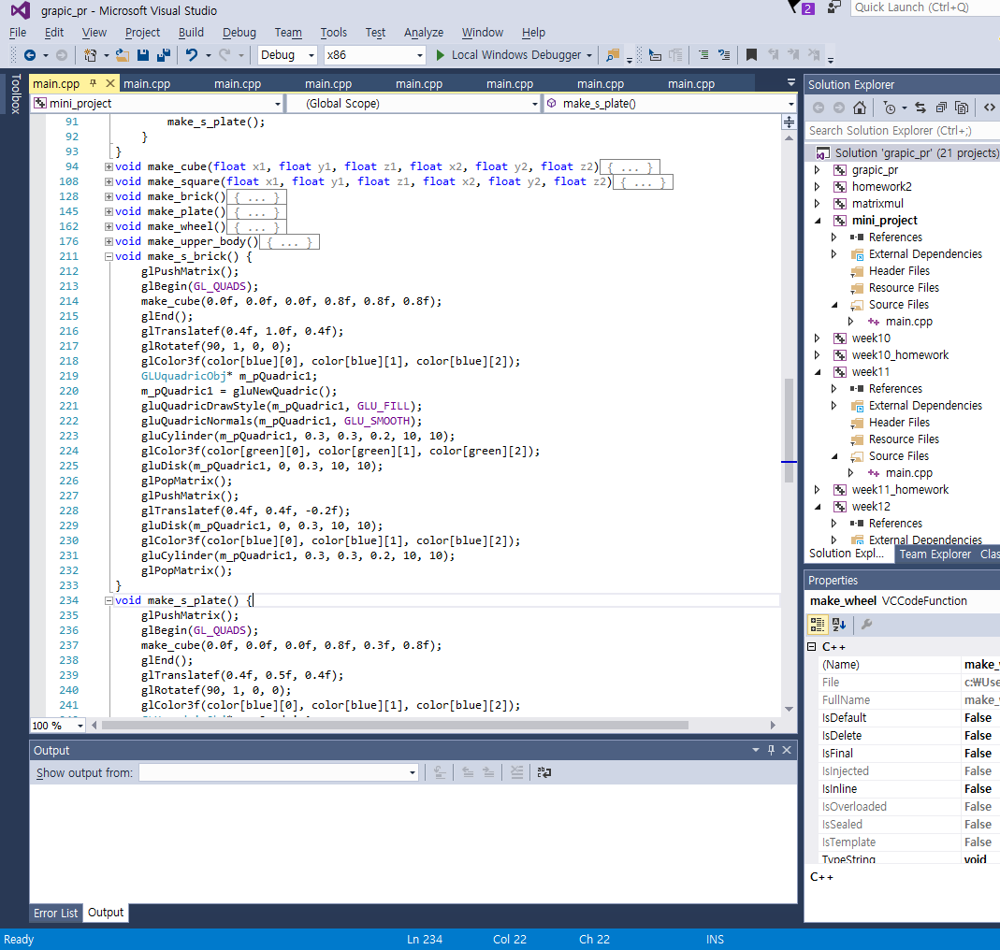 grapic_pr - Microsoft Visual Studio
2
Quick Launch (Ctrl+Q)
File Edit View Project Build Debug Team Tools Test Analyze Window Help
Debug x86 Local Windows Debugger
Toolbox
main.cpp main.cpp main.cpp main.cpp main.cpp main.cpp main.cpp main.cpp
mini_project (Global Scope) make_s_plate()
91 make_s_plate();
92 }
93 }
94 void make_cube(float x1, float y1, float z1, float x2, float y2, float z2){ ... }
108 void make_square(float x1, float y1, float z1, float x2, float y2, float z2){ ... }
128 void make_brick(){ ... }
145 void make_plate(){ ... }
162 void make_wheel(){ ... }
176 void make_upper_body(){ ... }
211 void make_s_brick() {
212 glPushMatrix();
213 glBegin(GL_QUADS);
214 make_cube(0.0f, 0.0f, 0.0f, 0.8f, 0.8f, 0.8f);
215 glEnd();
216 glTranslatef(0.4f, 1.0f, 0.4f);
217 glRotatef(90, 1, 0, 0);
218 glColor3f(color[blue][0], color[blue][1], color[blue][2]);
219 GLUquadricObj* m_pQuadric1;
220 m_pQuadric1 = gluNewQuadric();
221 gluQuadricDrawStyle(m_pQuadric1, GLU_FILL);
222 gluQuadricNormals(m_pQuadric1, GLU_SMOOTH);
223 gluCylinder(m_pQuadric1, 0.3, 0.3, 0.2, 10, 10);
224 glColor3f(color[green][0], color[green][1], color[green][2]);
225 gluDisk(m_pQuadric1, 0, 0.3, 10, 10);
226 glPopMatrix();
227 glPushMatrix();
228 glTranslatef(0.4f, 0.4f, -0.2f);
229 gluDisk(m_pQuadric1, 0, 0.3, 10, 10);
230 glColor3f(color[blue][0], color[blue][1], color[blue][2]);
231 gluCylinder(m_pQuadric1, 0.3, 0.3, 0.2, 10, 10);
232 glPopMatrix();
233 }
234 void make_s_plate() {
235 glPushMatrix();
236 glBegin(GL_QUADS);
237 make_cube(0.0f, 0.0f, 0.0f, 0.8f, 0.3f, 0.8f);
238 glEnd();
239 glTranslatef(0.4f, 0.5f, 0.4f);
240 glRotatef(90, 1, 0, 0);
241 glColor3f(color[blue][0], color[blue][1], color[blue][2]);
100 %
Output
Show output from:
Error List Output
Solution Explorer
Search Solution Explorer (Ctrl+;)
Solution 'grapic_pr' (21 projects)
grapic_pr
homework2
matrixmul
mini_project
References
External Dependencies
Header Files
Resource Files
Source Files
main.cpp
week10
week10_homework
week11
References
External Dependencies
Header Files
Resource Files
Source Files
main.cpp
week11_homework
week12
References
External Dependencies
Solution Expl... Team Explorer Clas
Properties
make_wheel VCCodeFunction
C++
(Name) make_w
File c:₩Use
FullName make_
IsDefault False
IsDelete False
IsFinal False
IsInjected False
IsInline False
IsOverloaded False
IsSealed False
IsTemplate False
TypeString void
C++
Ready Ln 234 Col 22 Ch 22 INS